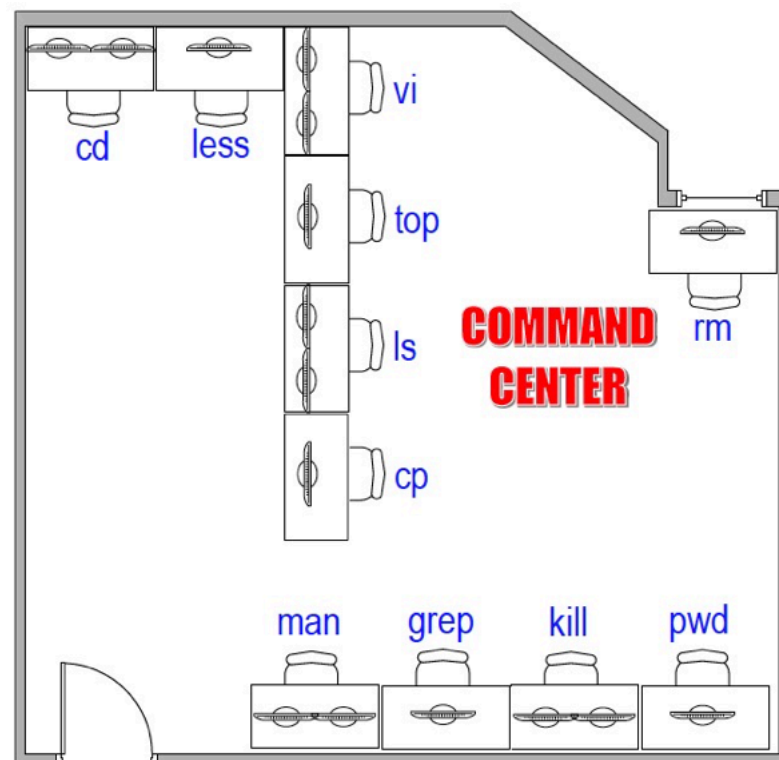 vi
cd
less
top
rm
ls
COMMAND
CENTER
cp
man
grep
kill
pwd